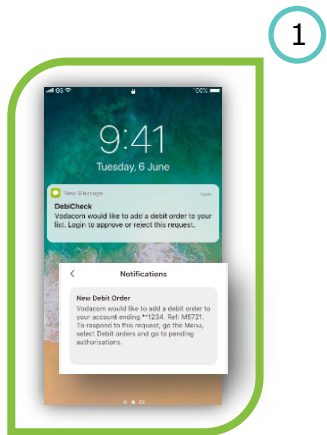 1
100%
9:41
Tuesday, 6 June
New Message
now
DebiCheck
Vodacom would like to add a debit order to your
list. Login to approve or reject this request.
Notifications
New Debit Order
Vodacom would like to add a debit order to
your account ending **1234. Ref: M5721.
To respond to this request, go the Menu,
select Debit orders and go to pending
authorisations.